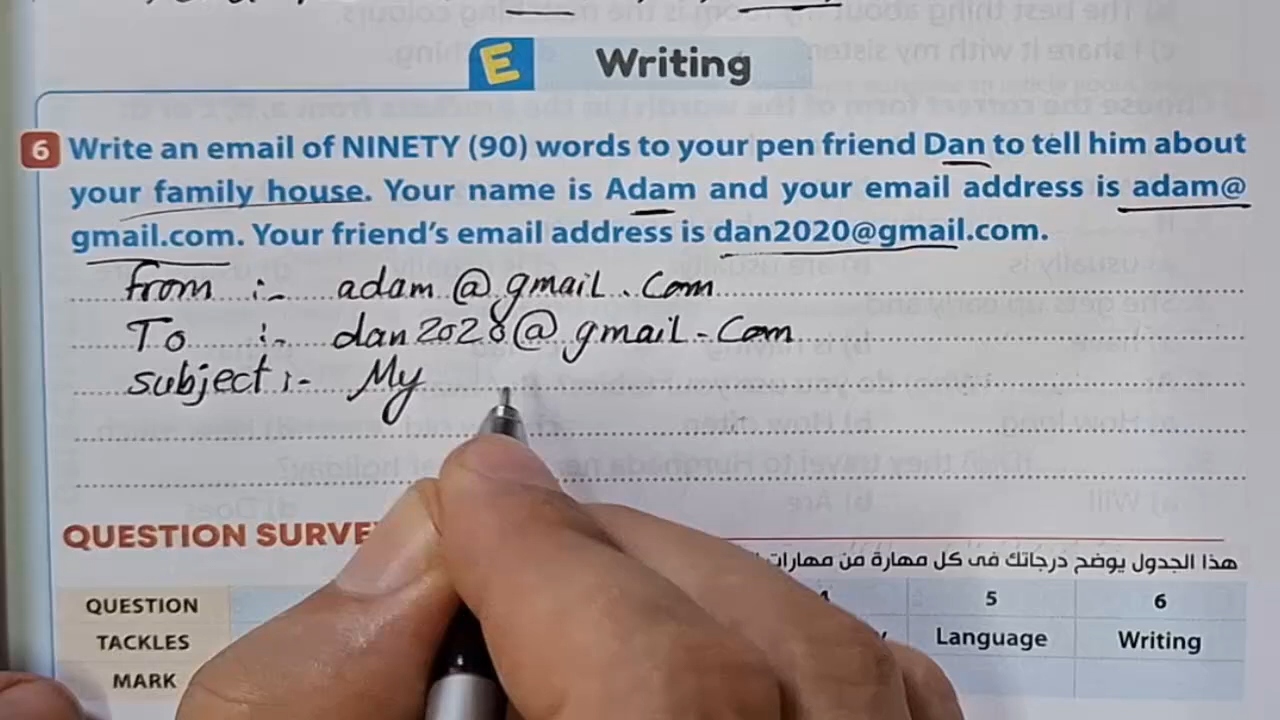 E Writing
6 Write an email of NINETY (90) words to your pen friend Dan to tell him about
your family house. Your name is Adam and your email address is adam@
gmail.com. Your friend's email address is dan2020@gmail.com.
from :- adam@gmail.com
To :- dan2020@gmail.com
subject :- My
QUESTION SURVE
هذا الجدول يوضح درجاتك فى كل مهارة من مهارات
QUESTION 4 5 6
TACKLES Language Writing
MARK